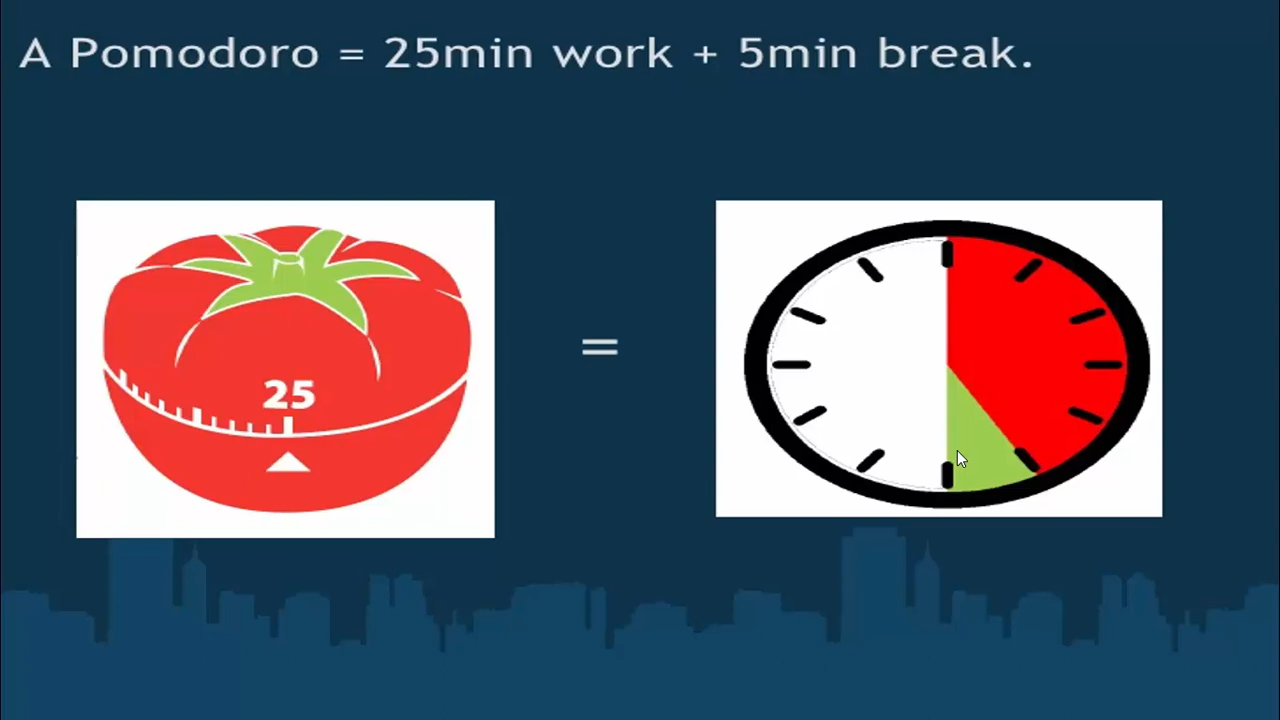 A Pomodoro = 25min work + 5min break.
25
=